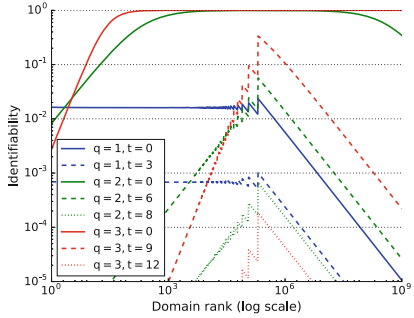 10⁰
10⁻¹
10⁻²
10⁻³
10⁻⁴
10⁻⁵
Identifiability
q = 1, t = 0
q = 1, t = 3
q = 2, t = 0
q = 2, t = 6
q = 2, t = 8
q = 3, t = 0
q = 3, t = 9
q = 3, t = 12
10⁰
10³
10⁶
10⁹
Domain rank (log scale)